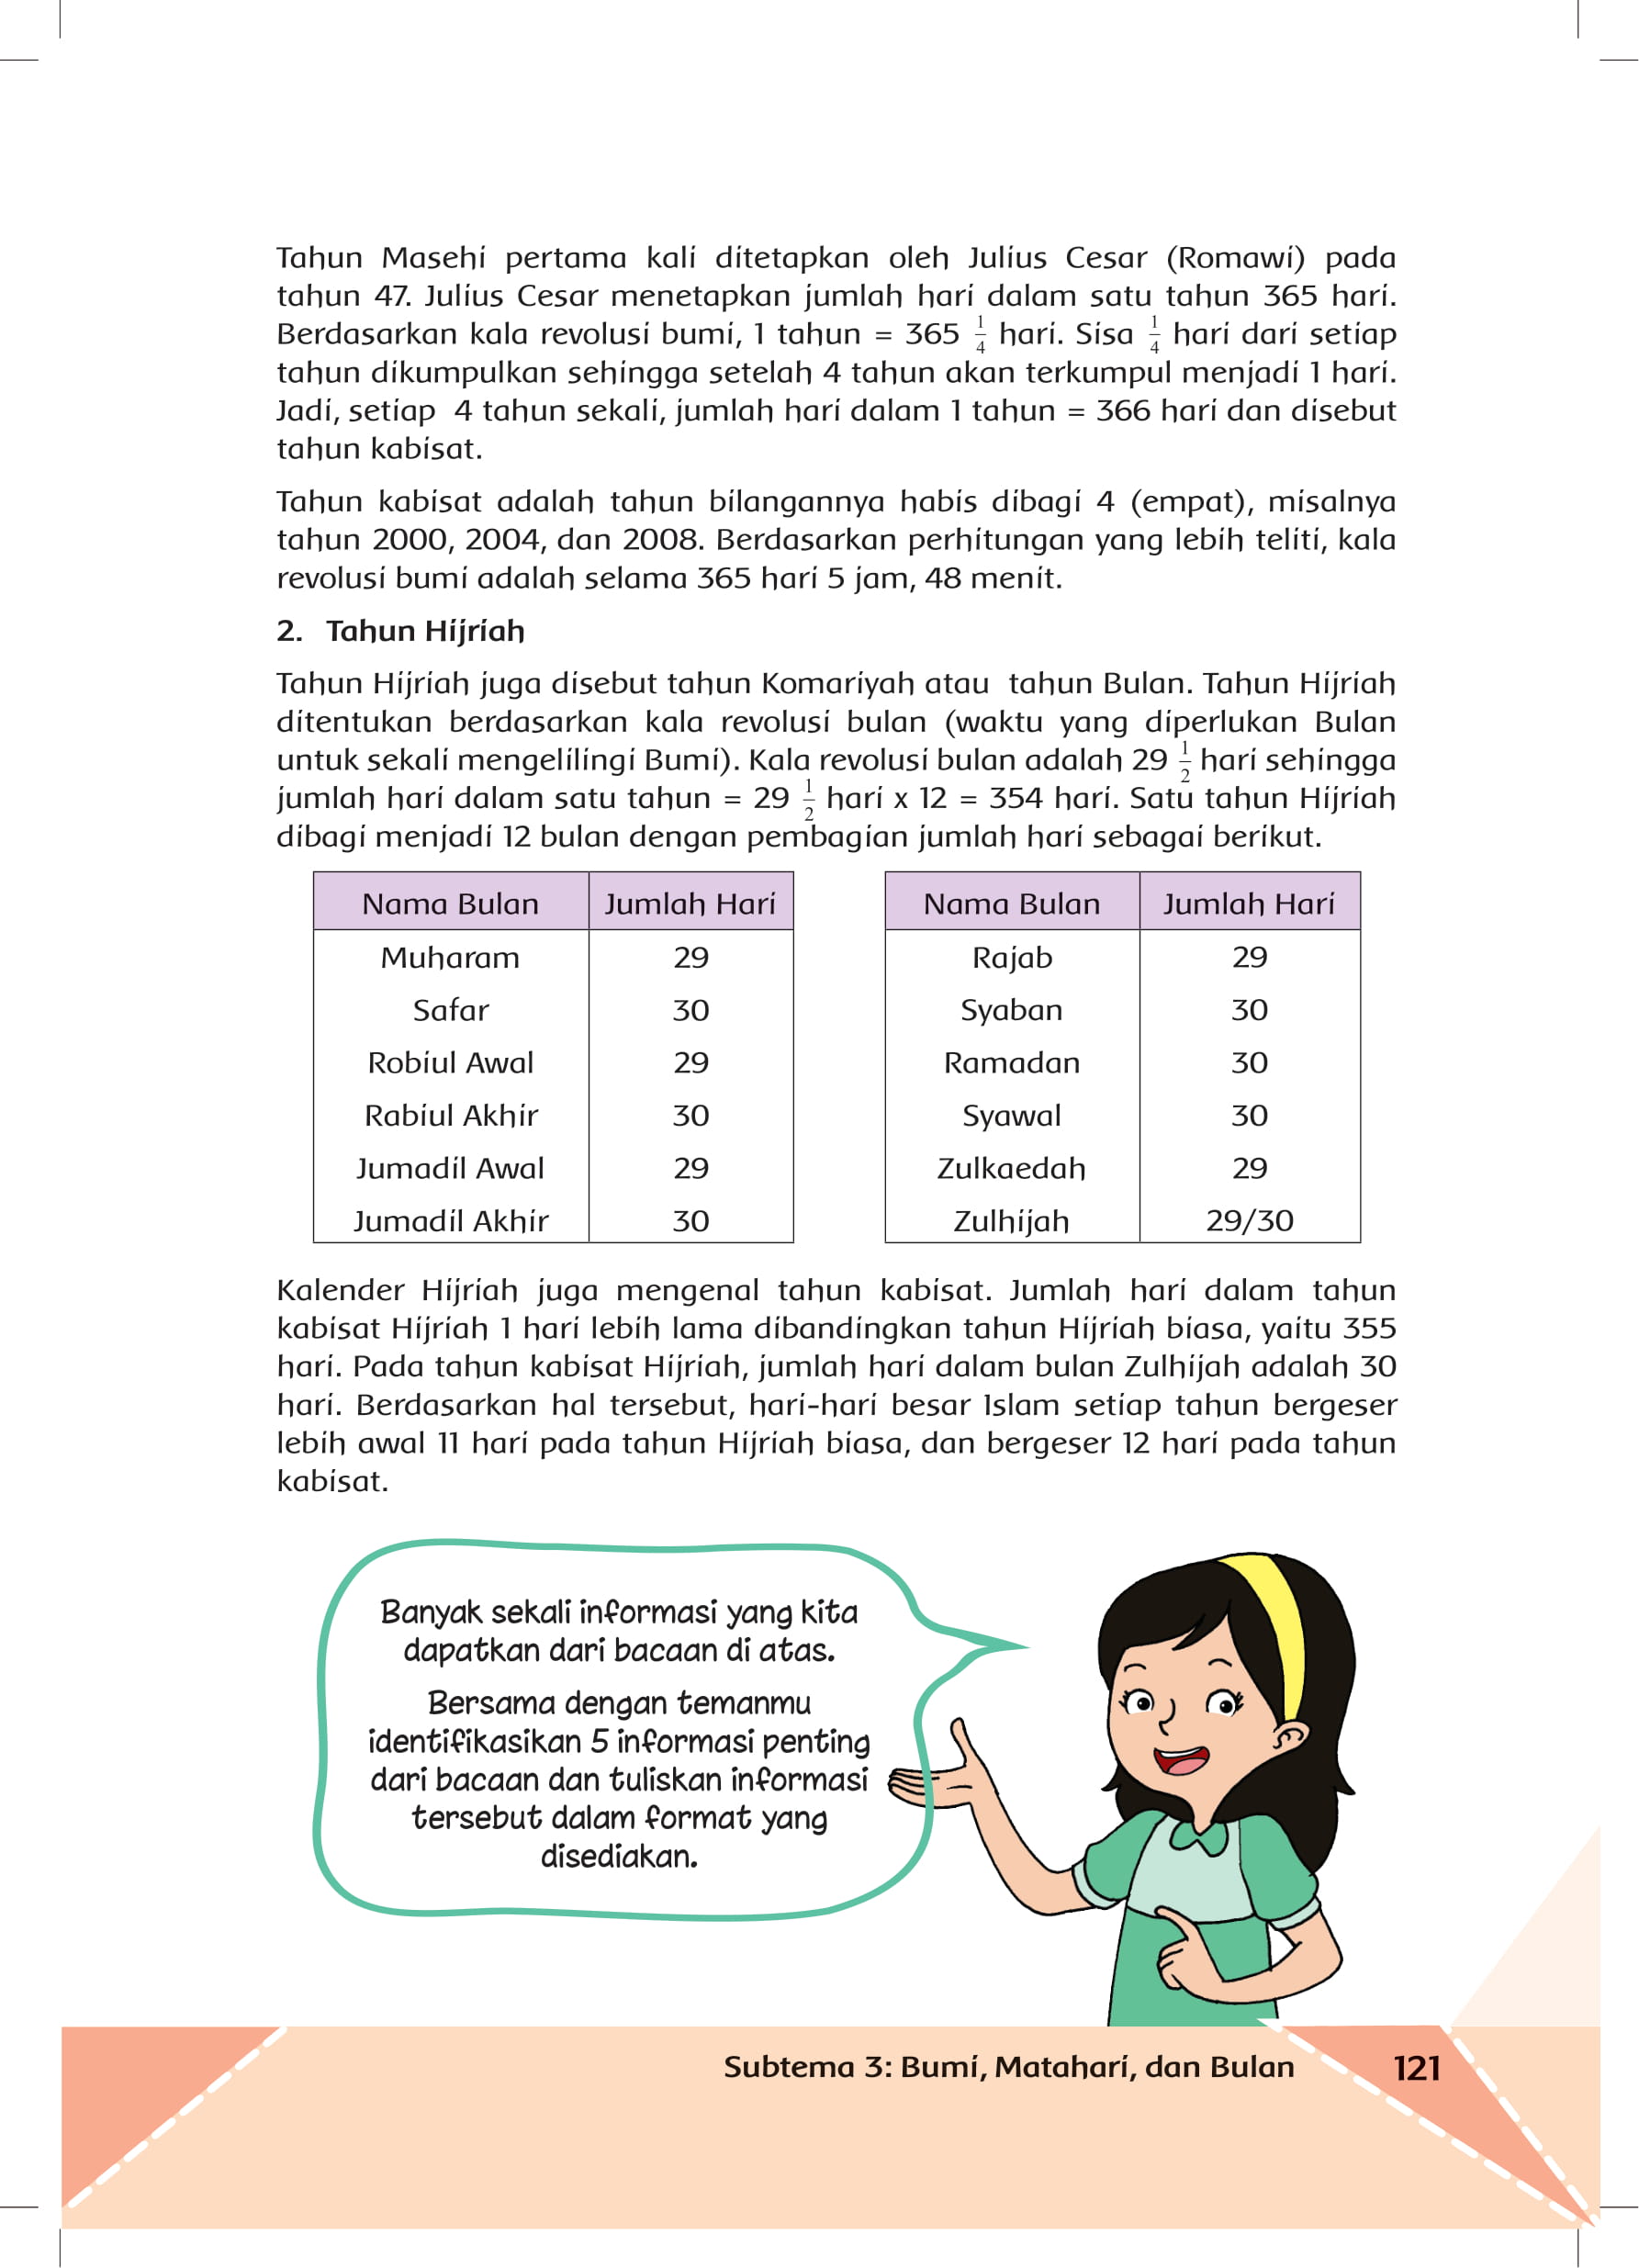 Tahun Masehi pertama kali ditetapkan oleh Julius Cesar (Romawi) pada
tahun 47. Julius Cesar menetapkan jumlah hari dalam satu tahun 365 hari.
Berdasarkan kala revolusi bumi, 1 tahun = 365 1/4 hari. Sisa 1/4 hari dari setiap
tahun dikumpulkan sehingga setelah 4 tahun akan terkumpul menjadi 1 hari.
Jadi, setiap 4 tahun sekali, jumlah hari dalam 1 tahun = 366 hari dan disebut
tahun kabisat.
Tahun kabisat adalah tahun bilangannya habis dibagi 4 (empat), misalnya
tahun 2000, 2004, dan 2008. Berdasarkan perhitungan yang lebih teliti, kala
revolusi bumi adalah selama 365 hari 5 jam, 48 menit.
2. Tahun Hijriah
Tahun Hijriah juga disebut tahun Komariyah atau tahun Bulan. Tahun Hijriah
ditentukan berdasarkan kala revolusi bulan (waktu yang diperlukan Bulan
untuk sekali mengelilingi Bumi). Kala revolusi bulan adalah 29 1/2 hari sehingga
jumlah hari dalam satu tahun = 29 1/2 hari x 12 = 354 hari. Satu tahun Hijriah
dibagi menjadi 12 bulan dengan pembagian jumlah hari sebagai berikut.
Nama Bulan Jumlah Hari
Muharam 29
Safar 30
Robiul Awal 29
Rabiul Akhir 30
Jumadil Awal 29
Jumadil Akhir 30
Nama Bulan Jumlah Hari
Rajab 29
Syaban 30
Ramadan 30
Syawal 30
Zulkaedah 29
Zulhijah 29/30
Kalender Hijriah juga mengenal tahun kabisat. Jumlah hari dalam tahun
kabisat Hijriah 1 hari lebih lama dibandingkan tahun Hijriah biasa, yaitu 355
hari. Pada tahun kabisat Hijriah, jumlah hari dalam bulan Zulhijah adalah 30
hari. Berdasarkan hal tersebut, hari-hari besar Islam setiap tahun bergeser
lebih awal 11 hari pada tahun Hijriah biasa, dan bergeser 12 hari pada tahun
kabisat.
Banyak sekali informasi yang kita
dapatkan dari bacaan di atas.
Bersama dengan temanmu
identifikasikan 5 informasi penting
dari bacaan dan tuliskan informasi
tersebut dalam format yang
disediakan.
Subtema 3: Bumi, Matahari, dan Bulan 121